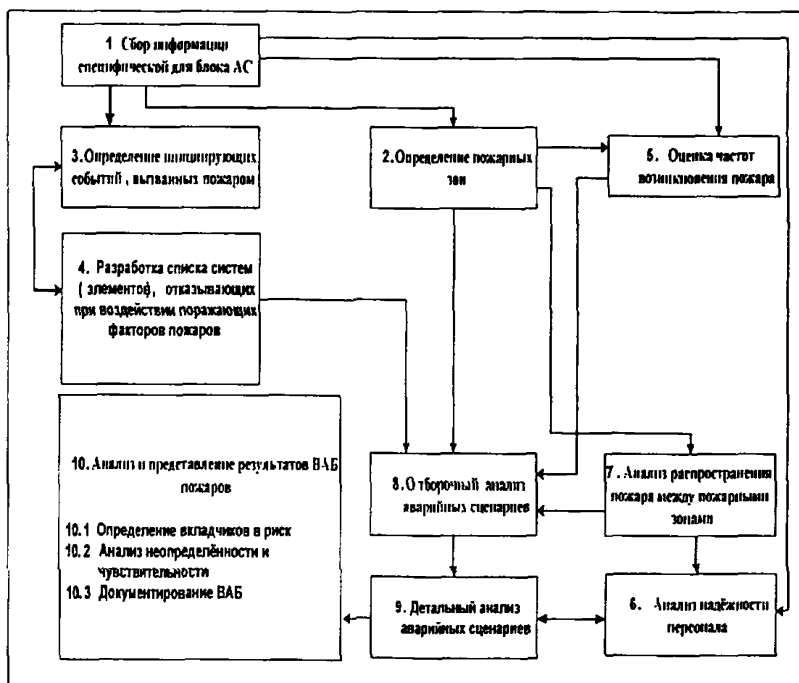 1 Сбор информации
специфической для блока АС
3. Определение инициирующих
событий, вызванных пожаром
2. Определение пожарных
зон
5. Оценка частот
возникновения пожара
4. Разработка списка систем
( элементов), отказывающих
при воздействии поражающих
факторов пожаров
10. Анализ и представление результатов ВАБ
пожаров
10.1 Определение вкладчиков в риск
10.2 Анализ неопределённости и
чувствительности
10.3 Документирование ВАБ
8. Отборочный анализ
аварийных сценариев
7. Анализ распространения
пожара между пожарными
зонами
9. Детальный анализ
аварийных сценариев
6. Анализ надёжности
персонала